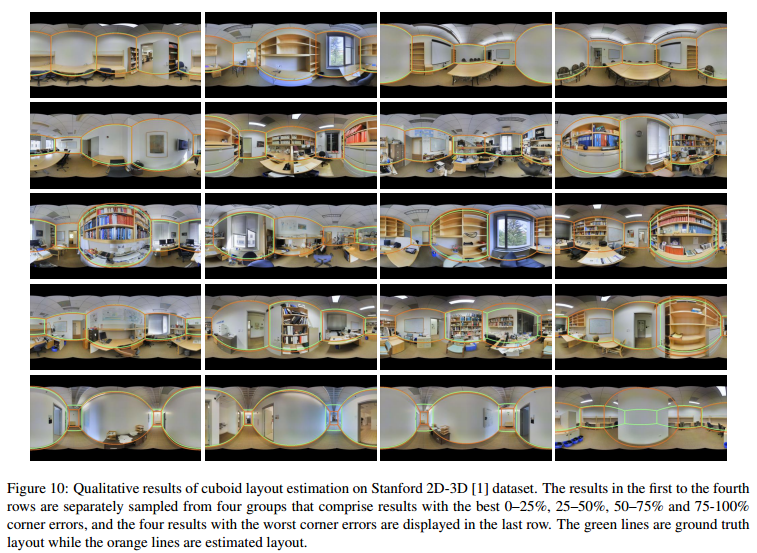 Figure 10: Qualitative results of cuboid layout estimation on Stanford 2D-3D [1] dataset. The results in the first to the fourth
rows are separately sampled from four groups that comprise results with the best 0–25%, 25–50%, 50–75% and 75-100%
corner errors, and the four results with the worst corner errors are displayed in the last row. The green lines are ground truth
layout while the orange lines are estimated layout.